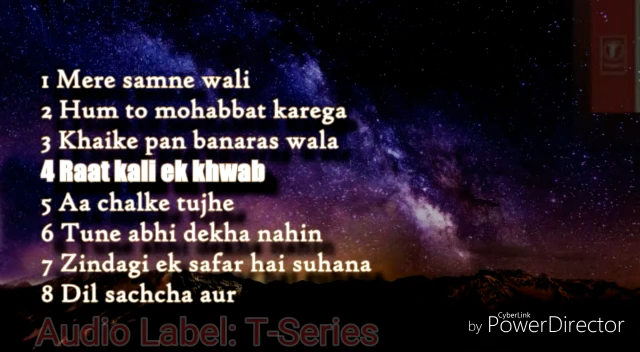 1 Mere samne wali
2 Hum to mohabbat karega
3 Khaike pan banaras wala
4 Raat kali ek khwab
5 Aa chalke tujhe
6 Tune abhi dekha nahin
7 Zindagi ek safar hai suhana
8 Dil sachcha aur
Audio Label: T-Series
by CyberLink PowerDirector